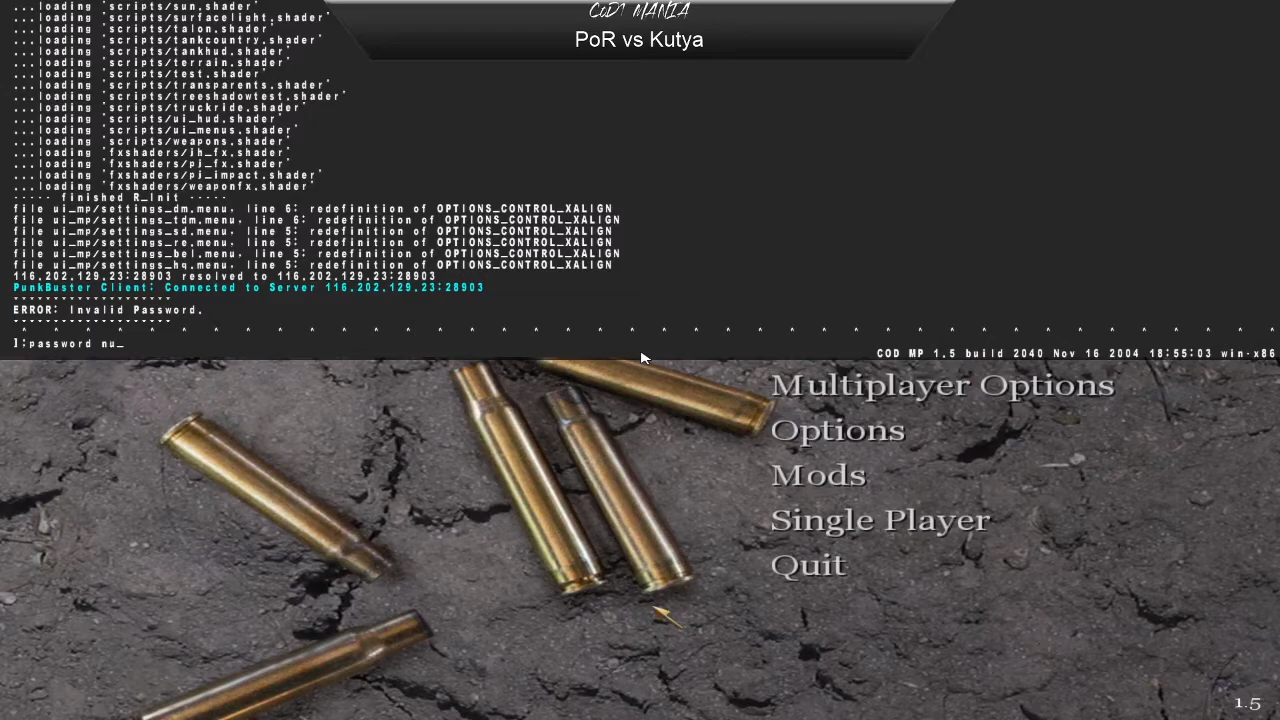 ...loading 'scripts/sun.shader'
...loading 'scripts/surfacelight.shader'
...loading 'scripts/talon.shader'
...loading 'scripts/tankcountry.shader'
...loading 'scripts/tankhud.shader'
...loading 'scripts/terrain.shader'
...loading 'scripts/test.shader'
...loading 'scripts/transparents.shader'
...loading 'scripts/treeshadowtest.shader'
...loading 'scripts/truckride.shader'
...loading 'scripts/ui_hud.shader'
...loading 'scripts/ui_menus.shader'
...loading 'scripts/weapons.shader'
...loading 'fxshaders/jh_fx.shader'
...loading 'fxshaders/pj_fx.shader'
...loading 'fxshaders/pj_impact.shader'
...loading 'fxshaders/weaponfx.shader'
----- finished R_Init -----
file ui_mp/settings_dm.menu, line 6: redefinition of OPTIONS_CONTROL_XALIGN
file ui_mp/settings_tdm.menu, line 6: redefinition of OPTIONS_CONTROL_XALIGN
file ui_mp/settings_sd.menu, line 5: redefinition of OPTIONS_CONTROL_XALIGN
file ui_mp/settings_re.menu, line 5: redefinition of OPTIONS_CONTROL_XALIGN
file ui_mp/settings_bel.menu, line 5: redefinition of OPTIONS_CONTROL_XALIGN
file ui_mp/settings_hq.menu, line 5: redefinition of OPTIONS_CONTROL_XALIGN
116.202.129.23:28903 resolved to 116.202.129.23:28903
PunkBuster Client: Connected to Server 116.202.129.23:28903
--------------------
ERROR: Invalid Password.
--------------------
^ ^ ^ ^ ^ ^ ^ ^ ^ ^ ^ ^ ^ ^ ^ ^ ^ ^ ^ ^ ^ ^ ^ ^ ^ ^ ^ ^ ^ ^ ^ ^ ^ ^ ^ ^ ^ ^ ^ ^
]:password nu_
COD MP 1.5 build 2040 Nov 16 2004 18:55:03 win-x86
CoD1 MANIA
PoR vs Kutya
Multiplayer Options
Options
Mods
Single Player
Quit
1.5